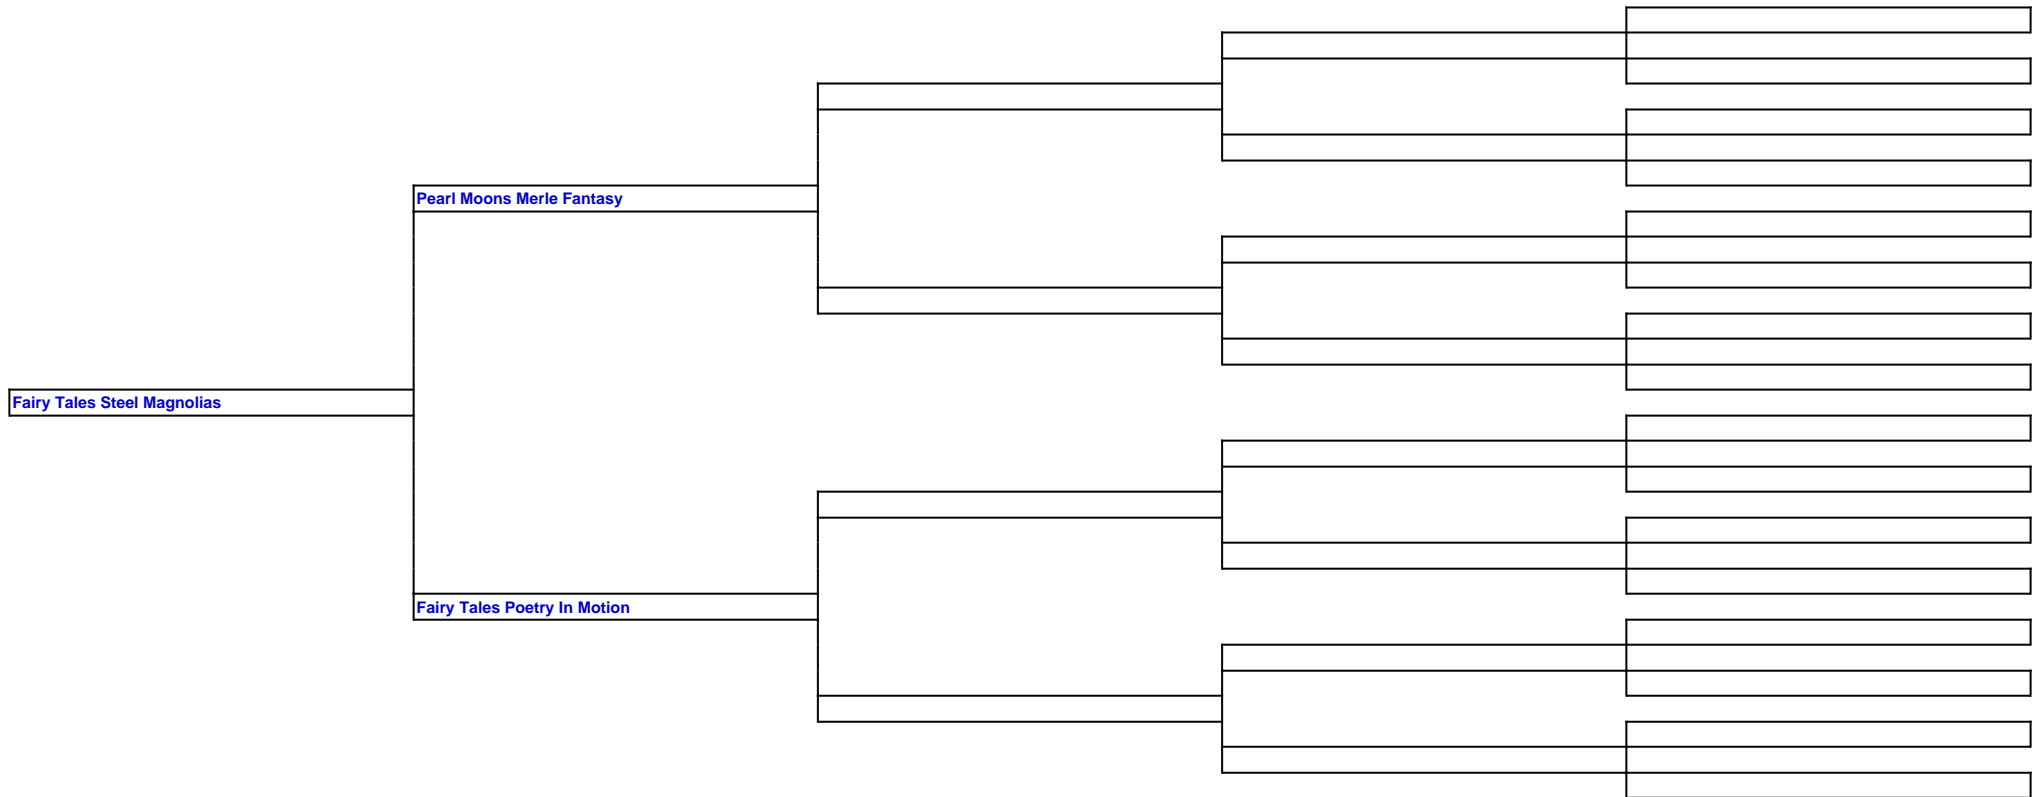 Pearl Moons Merle Fantasy
Fairy Tales Steel Magnolias
Fairy Tales Poetry In Motion